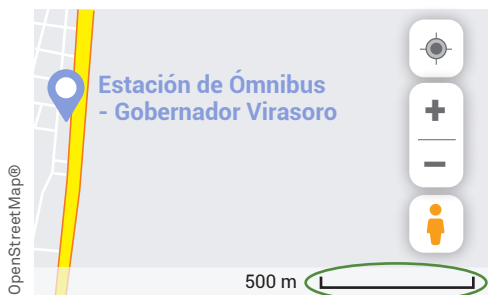 Estación de Ómnibus
- Gobernador Virasoro
OpenStreetMap®
500 m